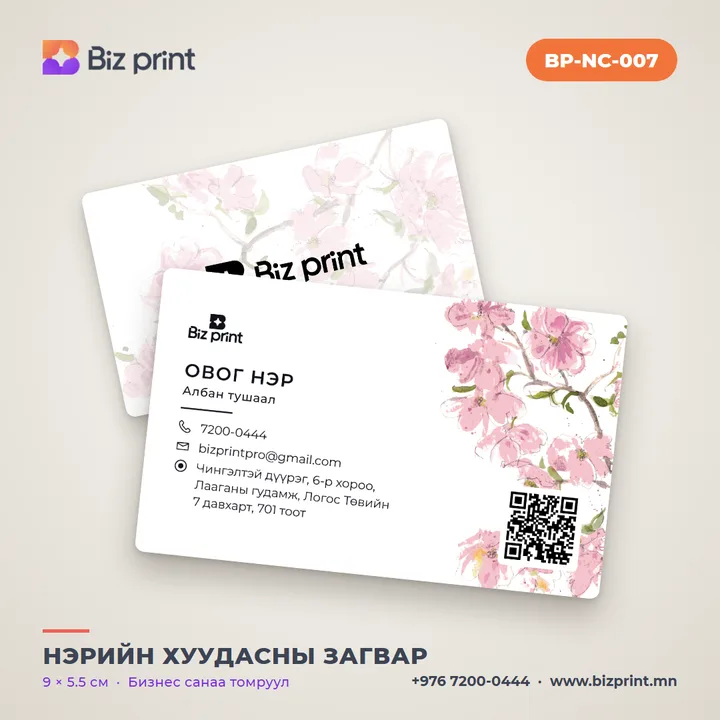 Biz print
BP-NC-007
Biz print
Biz print
ОВОГ НЭР
Албан тушаал
7200-0444
bizprintpro@gmail.com
Чингэлтэй дүүрэг, 6-р хороо,
Лааганы гудамж, Логос Төвийн
7 давхарт, 701 тоот
НЭРИЙН ХУУДАСНЫ ЗАГВАР
9 × 5.5 см · Бизнес санаа томруул
+976 7200-0444 · www.bizprint.mn